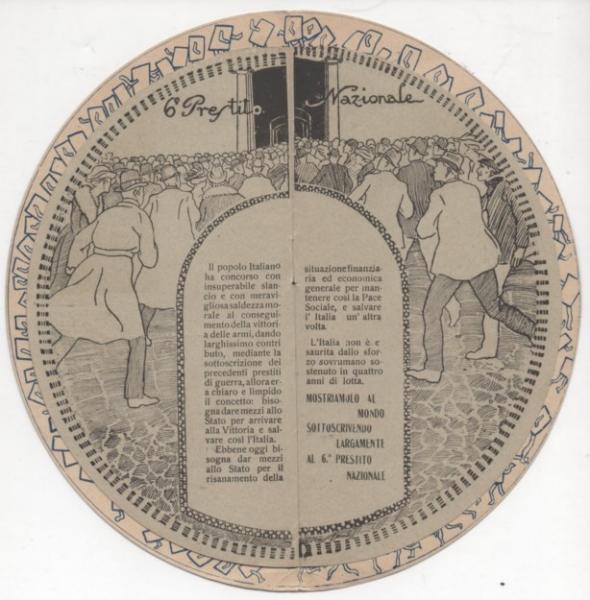 6º Prestito Nazionale
Il popolo Italiano
ha concorso con
insuperabile slan-
cio e con meravi-
gliosa saldezza mo-
rale al consegui-
mento della vittori-
a delle armi, dando
larghissimo contri
buto, mediante la
sottoscrizione dei
precedenti prestiti
di guerra, allora er-
a chiaro e limpido
il concetto: biso-
gna dare mezzi allo
Stato per arrivare
alla Vittoria e sal-
vare così l'Italia.
Ebbene oggi bi-
sogna dar mezzi
allo Stato per il
risanamento della
situazione finanzia-
ria ed economica
generale per man-
tenere così la Pace
Sociale, e salvare
l' Italia un' altra
volta.
L'Italia non è e-
saurita dallo sfor-
zo sovrumano so-
stenuto in quattro
anni di lotta.
MOSTRIAMOLO AL
MONDO
SOTTOSCRIVENDO
LARGAMENTE
AL 6.º PRESTITO
NAZIONALE